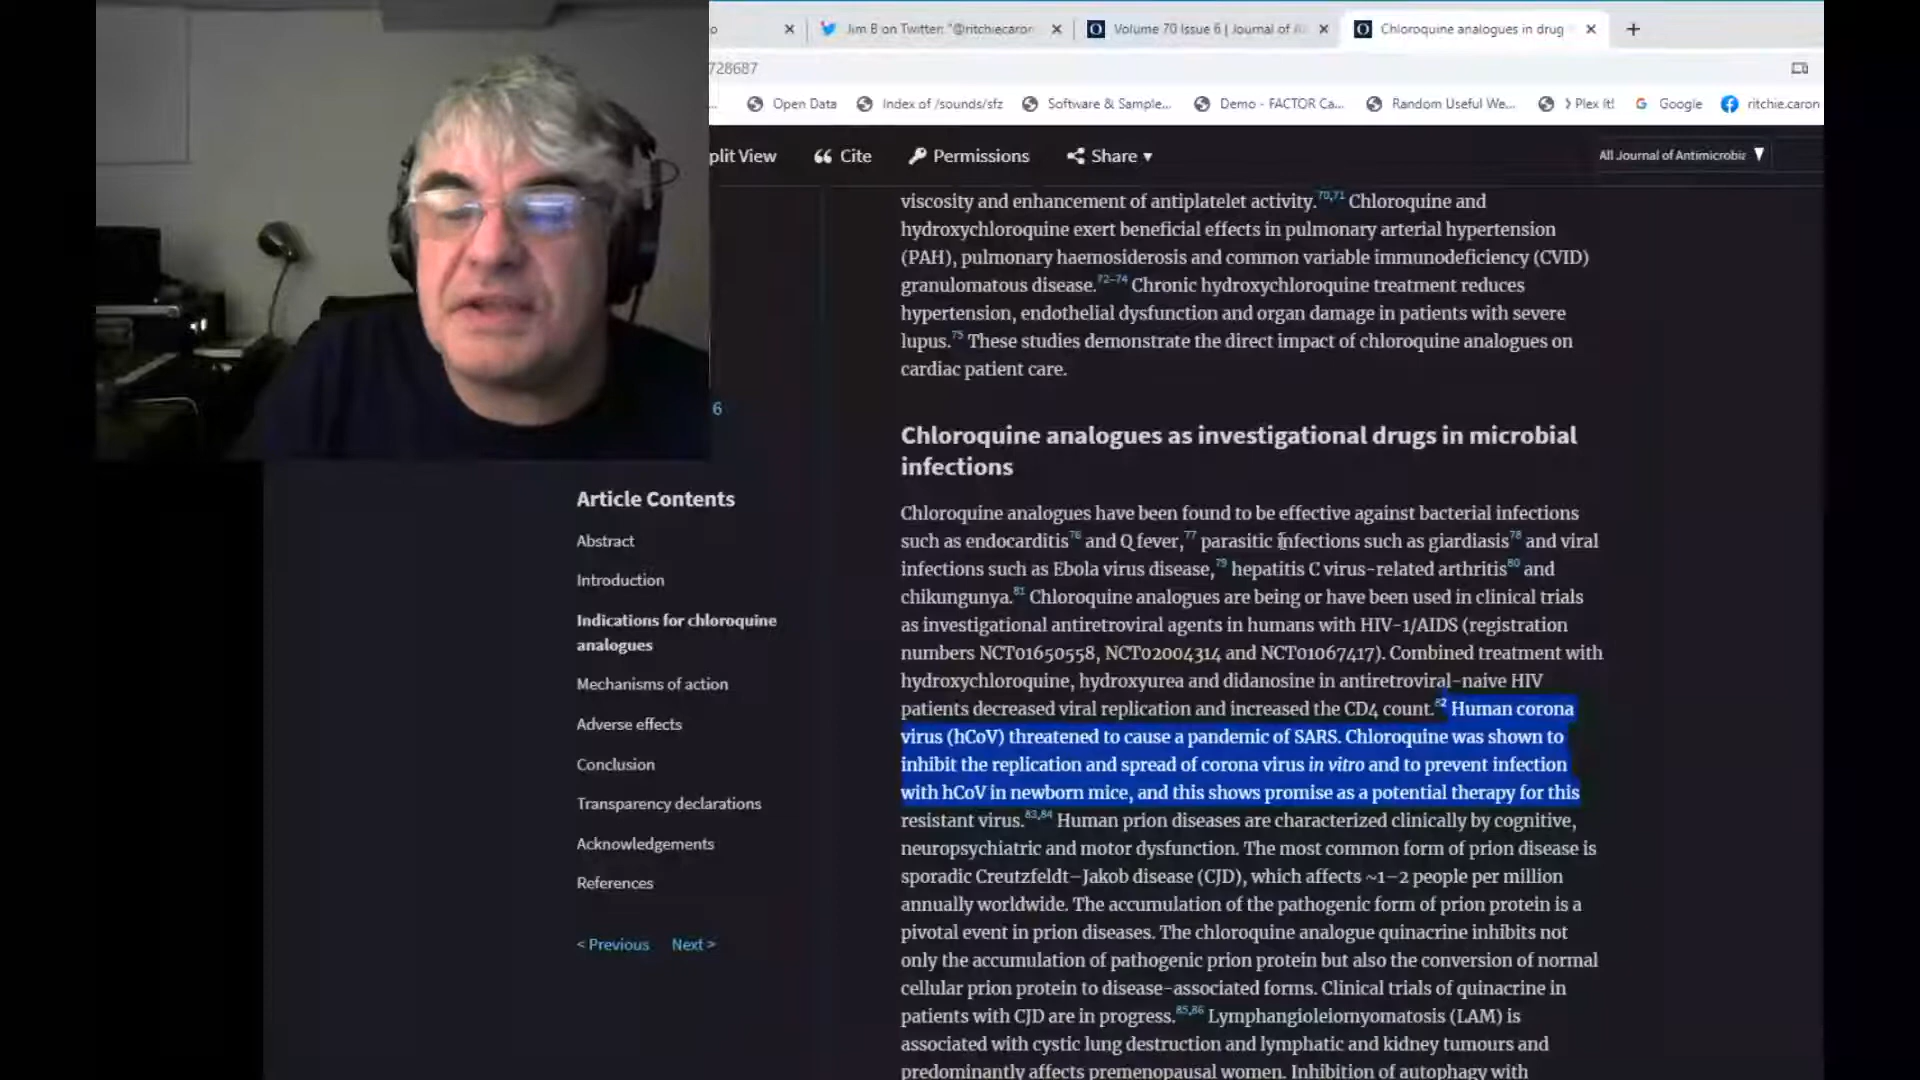 Jim B on Twitter: "@ritchiecaron
Volume 70 Issue 6 | Journal of A
Chloroquine analogues in drug
728687
Open Data
Index of /sounds/sfz
Software & Sample...
Demo - FACTOR Ca...
Random Useful We...
Plex It!
Google
ritchie.caron
plit View
Cite
Permissions
Share
All Journal of Antimicrobia
viscosity and enhancement of antiplatelet activity.70,71 Chloroquine and
hydroxychloroquine exert beneficial effects in pulmonary arterial hypertension
(PAH), pulmonary haemosiderosis and common variable immunodeficiency (CVID)
granulomatous disease.72–74 Chronic hydroxychloroquine treatment reduces
hypertension, endothelial dysfunction and organ damage in patients with severe
lupus.75 These studies demonstrate the direct impact of chloroquine analogues on
cardiac patient care.
6
Chloroquine analogues as investigational drugs in microbial
infections
Article Contents
Abstract
Introduction
Indications for chloroquine
analogues
Mechanisms of action
Adverse effects
Conclusion
Transparency declarations
Acknowledgements
References
< Previous Next >
Chloroquine analogues have been found to be effective against bacterial infections
such as endocarditis76 and Q fever,77 parasitic infections such as giardiasis78 and viral
infections such as Ebola virus disease,79 hepatitis C virus-related arthritis80 and
chikungunya.81 Chloroquine analogues are being or have been used in clinical trials
as investigational antiretroviral agents in humans with HIV-1/AIDS (registration
numbers NCT01650558, NCT02004314 and NCT01067417). Combined treatment with
hydroxychloroquine, hydroxyurea and didanosine in antiretroviral-naive HIV
patients decreased viral replication and increased the CD4 count.82 Human corona
virus (hCoV) threatened to cause a pandemic of SARS. Chloroquine was shown to
inhibit the replication and spread of corona virus in vitro and to prevent infection
with hCoV in newborn mice, and this shows promise as a potential therapy for this
resistant virus.83,84 Human prion diseases are characterized clinically by cognitive,
neuropsychiatric and motor dysfunction. The most common form of prion disease is
sporadic Creutzfeldt–Jakob disease (CJD), which affects ~1–2 people per million
annually worldwide. The accumulation of the pathogenic form of prion protein is a
pivotal event in prion diseases. The chloroquine analogue quinacrine inhibits not
only the accumulation of pathogenic prion protein but also the conversion of normal
cellular prion protein to disease-associated forms. Clinical trials of quinacrine in
patients with CJD are in progress.85,86 Lymphangioleiomyomatosis (LAM) is
associated with cystic lung destruction and lymphatic and kidney tumours and
predominantly affects premenopausal women. Inhibition of autophagy with